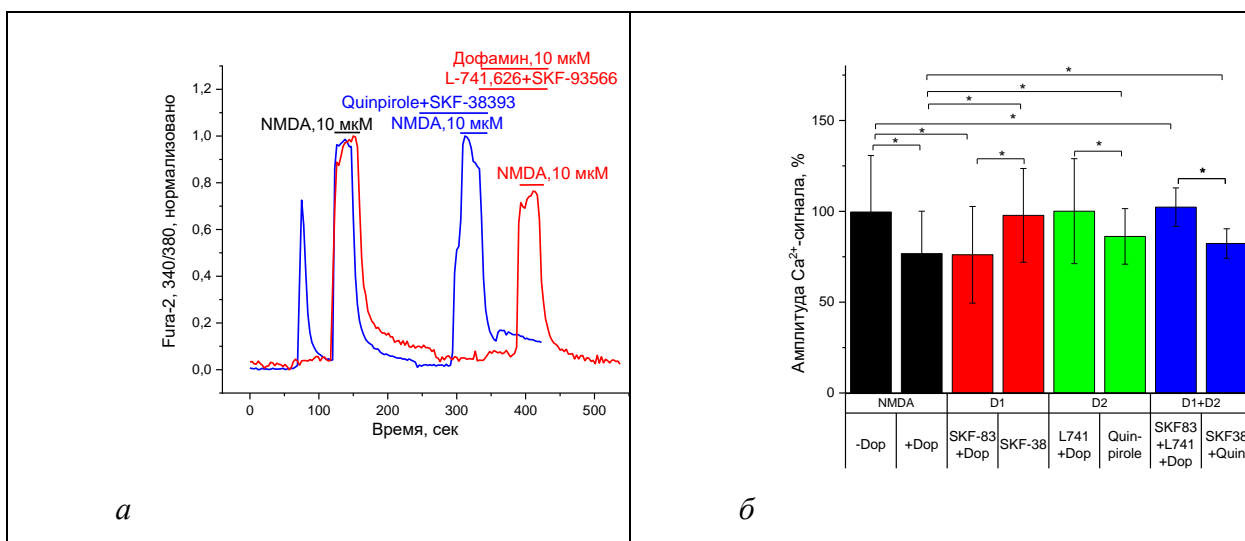 Дофамин,10 мкМ
L-741,626+SKF-93566
Quinpirole+SKF-38393
NMDA,10 мкМ
NMDA,10 мкМ
NMDA,10 мкМ
Fura-2, 340/380, нормализовано
1,2
1,0
0,8
0,6
0,4
0,2
0,0
0
100
200
300
400
500
Время, сек
а
*
*
*
*
*
*
*
*
*
Амплитуда Ca²⁺-сигнала, %
100
50
0
NMDA
D1
D2
D1+D2
-Dop
+Dop
SKF-83
+Dop
SKF-38
L741
+Dop
Quin-
pirole
SKF83
+L741
+Dop
SKF38
+Quin
б